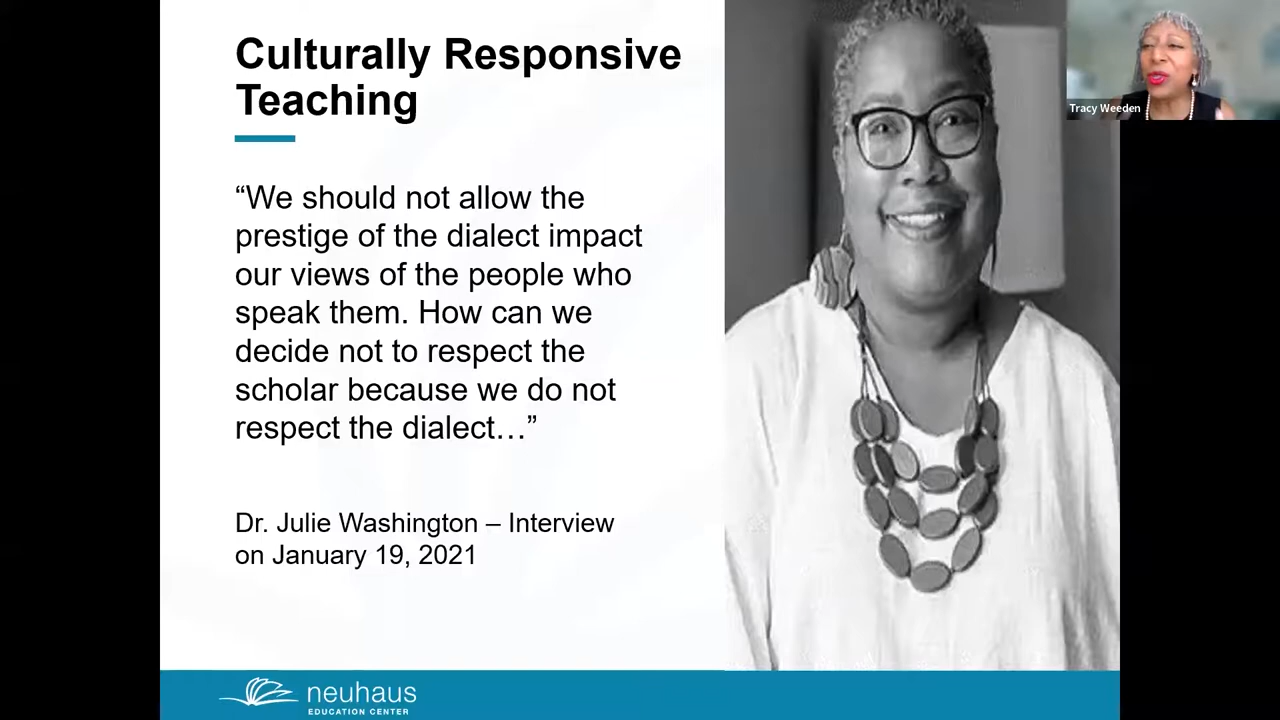 Culturally Responsive
Teaching
“We should not allow the
prestige of the dialect impact
our views of the people who
speak them. How can we
decide not to respect the
scholar because we do not
respect the dialect…”
Dr. Julie Washington – Interview
on January 19, 2021
neuhaus
EDUCATION CENTER
Tracy Weeden